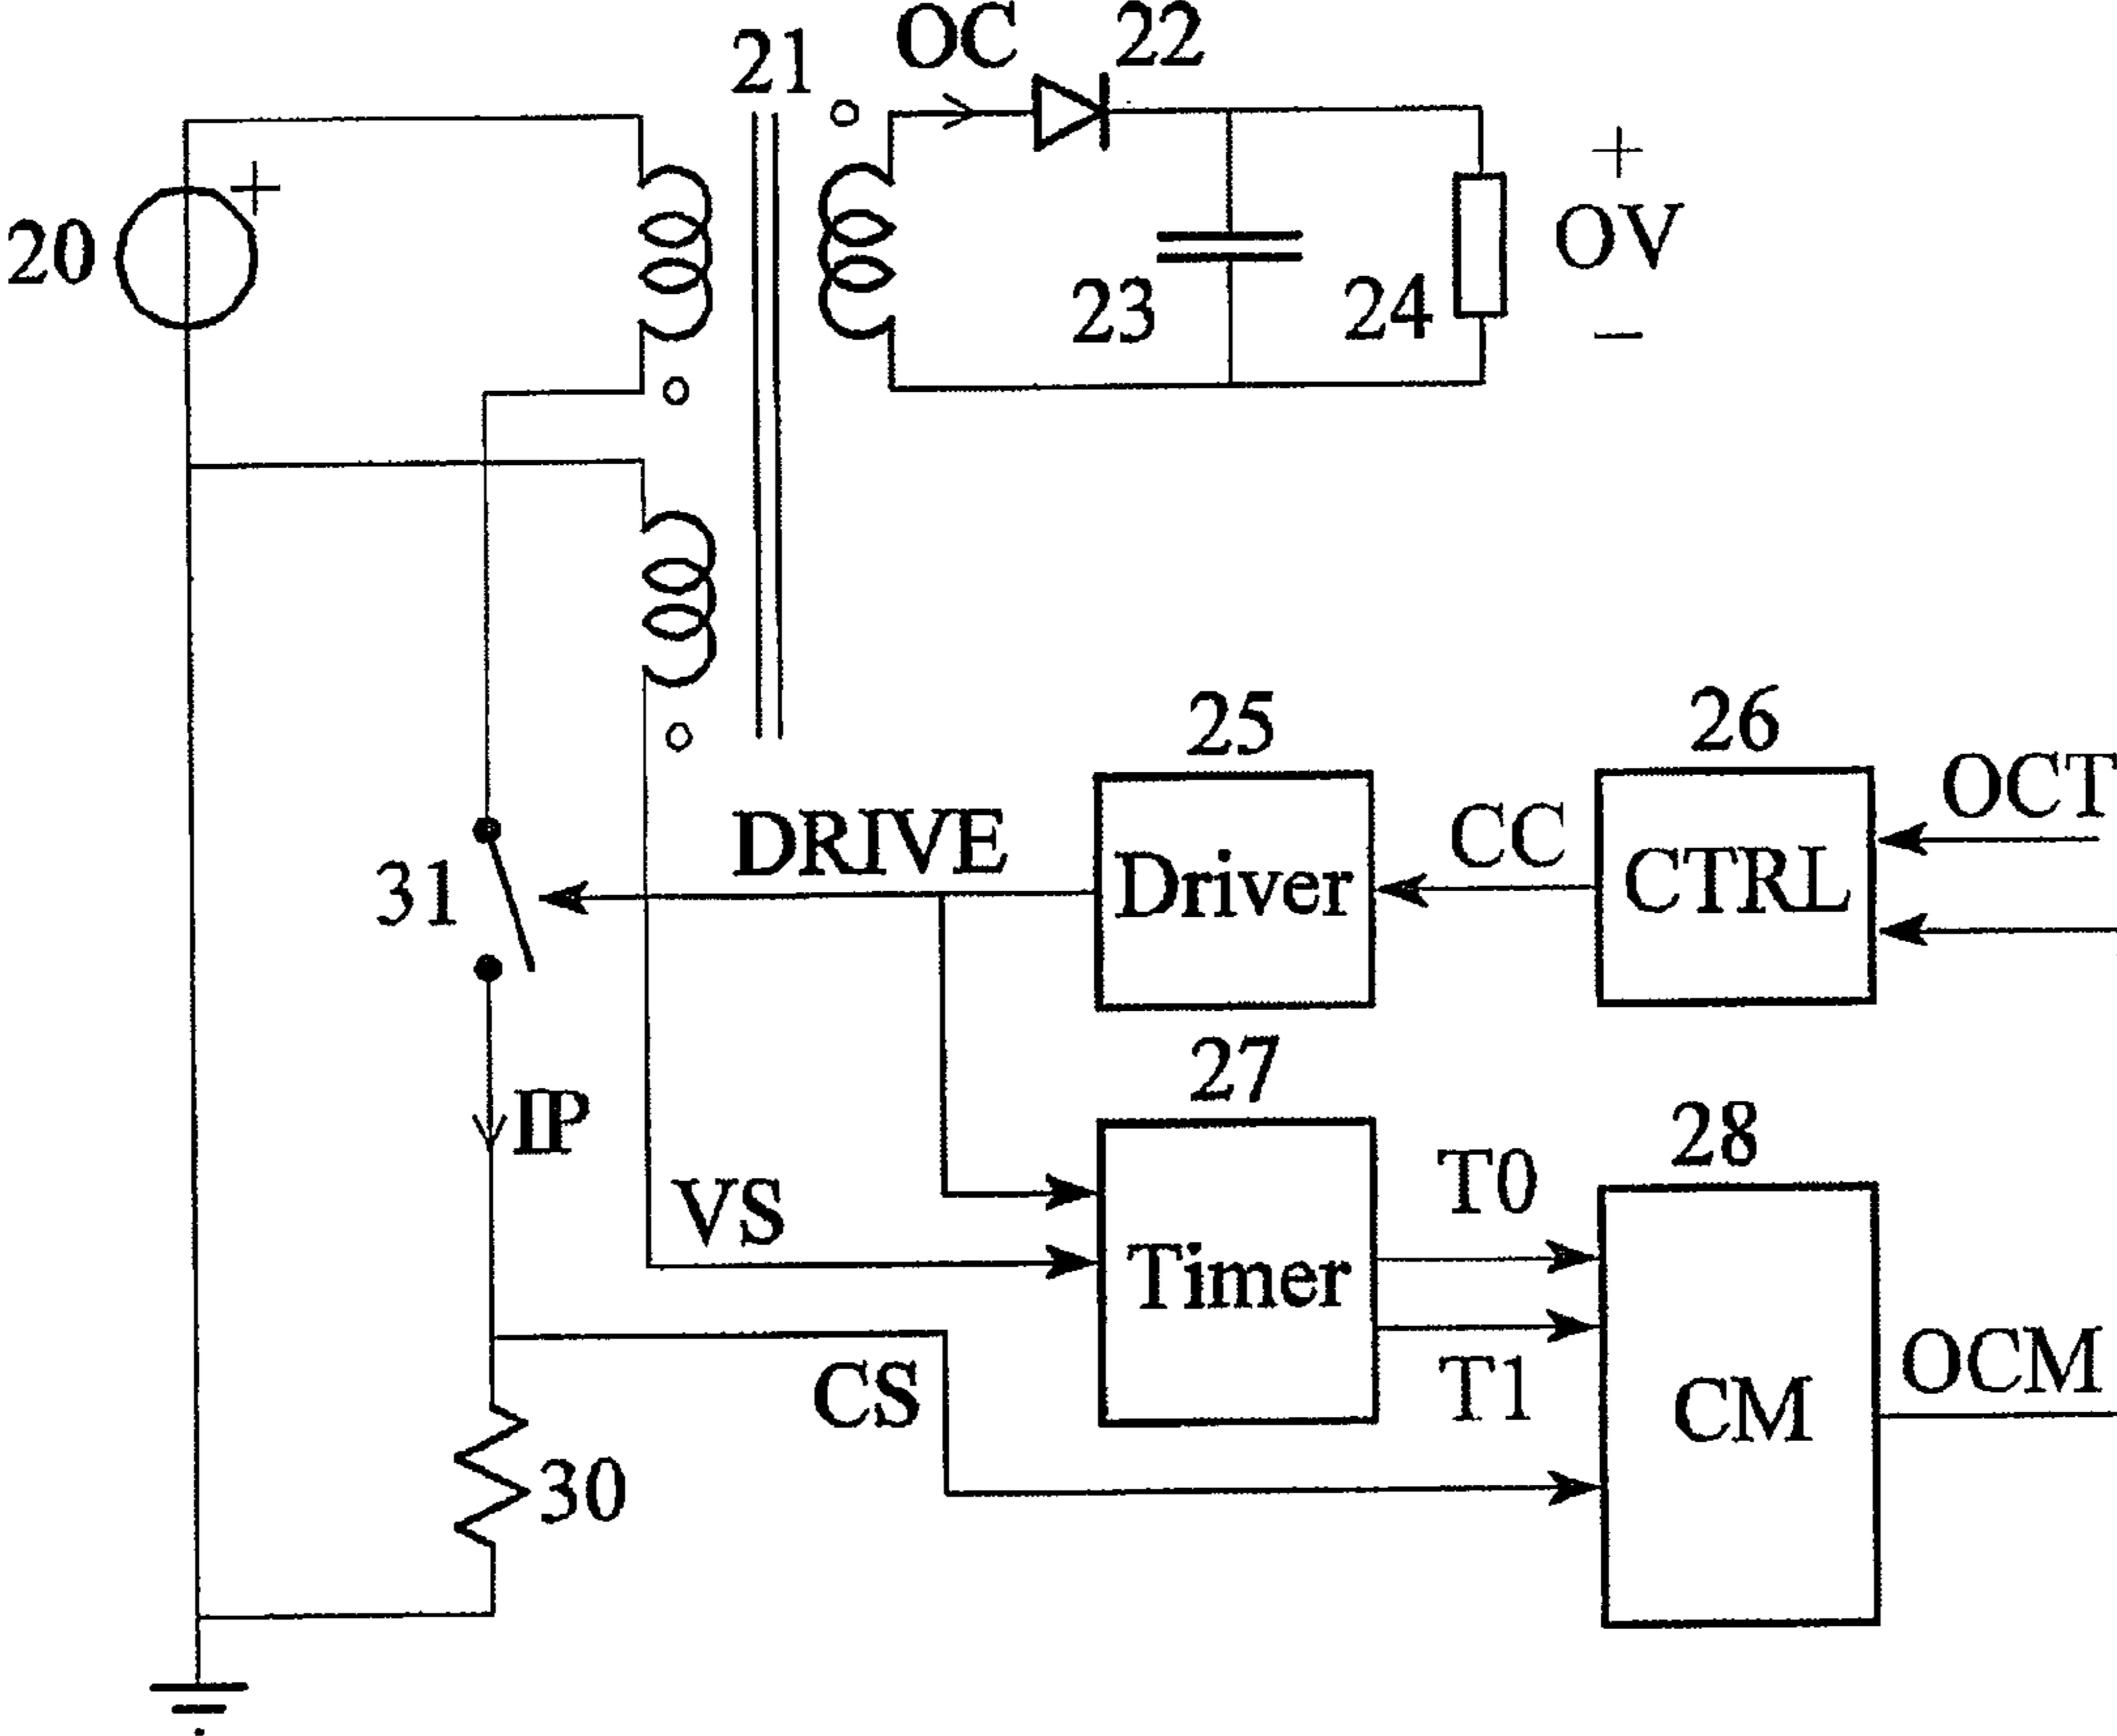 21
OC
22
+
+
20
OV
23
24
−
25
26
OCT
DRIVE
CC
31
Driver
CTRL
27
IP
28
T0
VS
Timer
OCM
T1
CS
CM
30